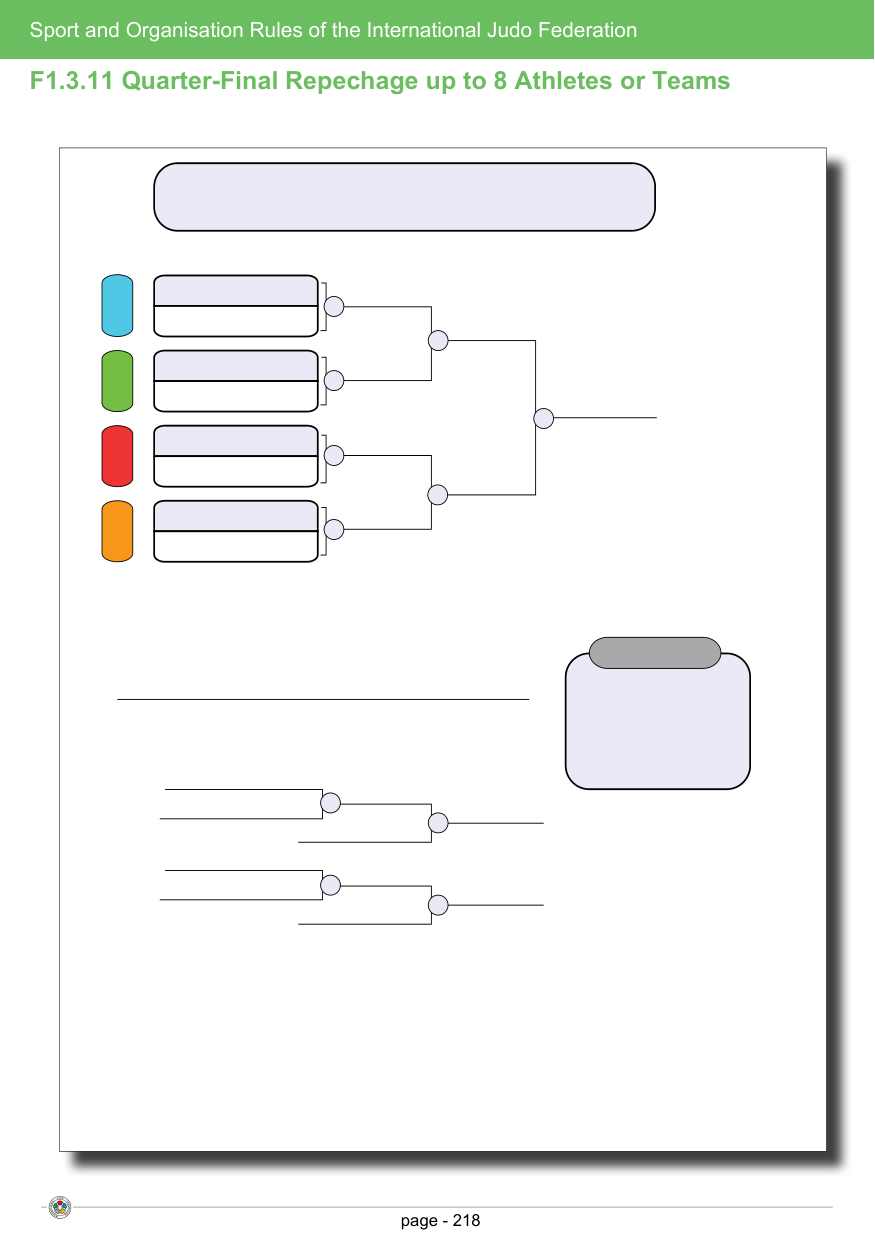 Sport and Organisation Rules of the International Judo Federation
F1.3.11 Quarter-Final Repechage up to 8 Athletes or Teams
page - 218